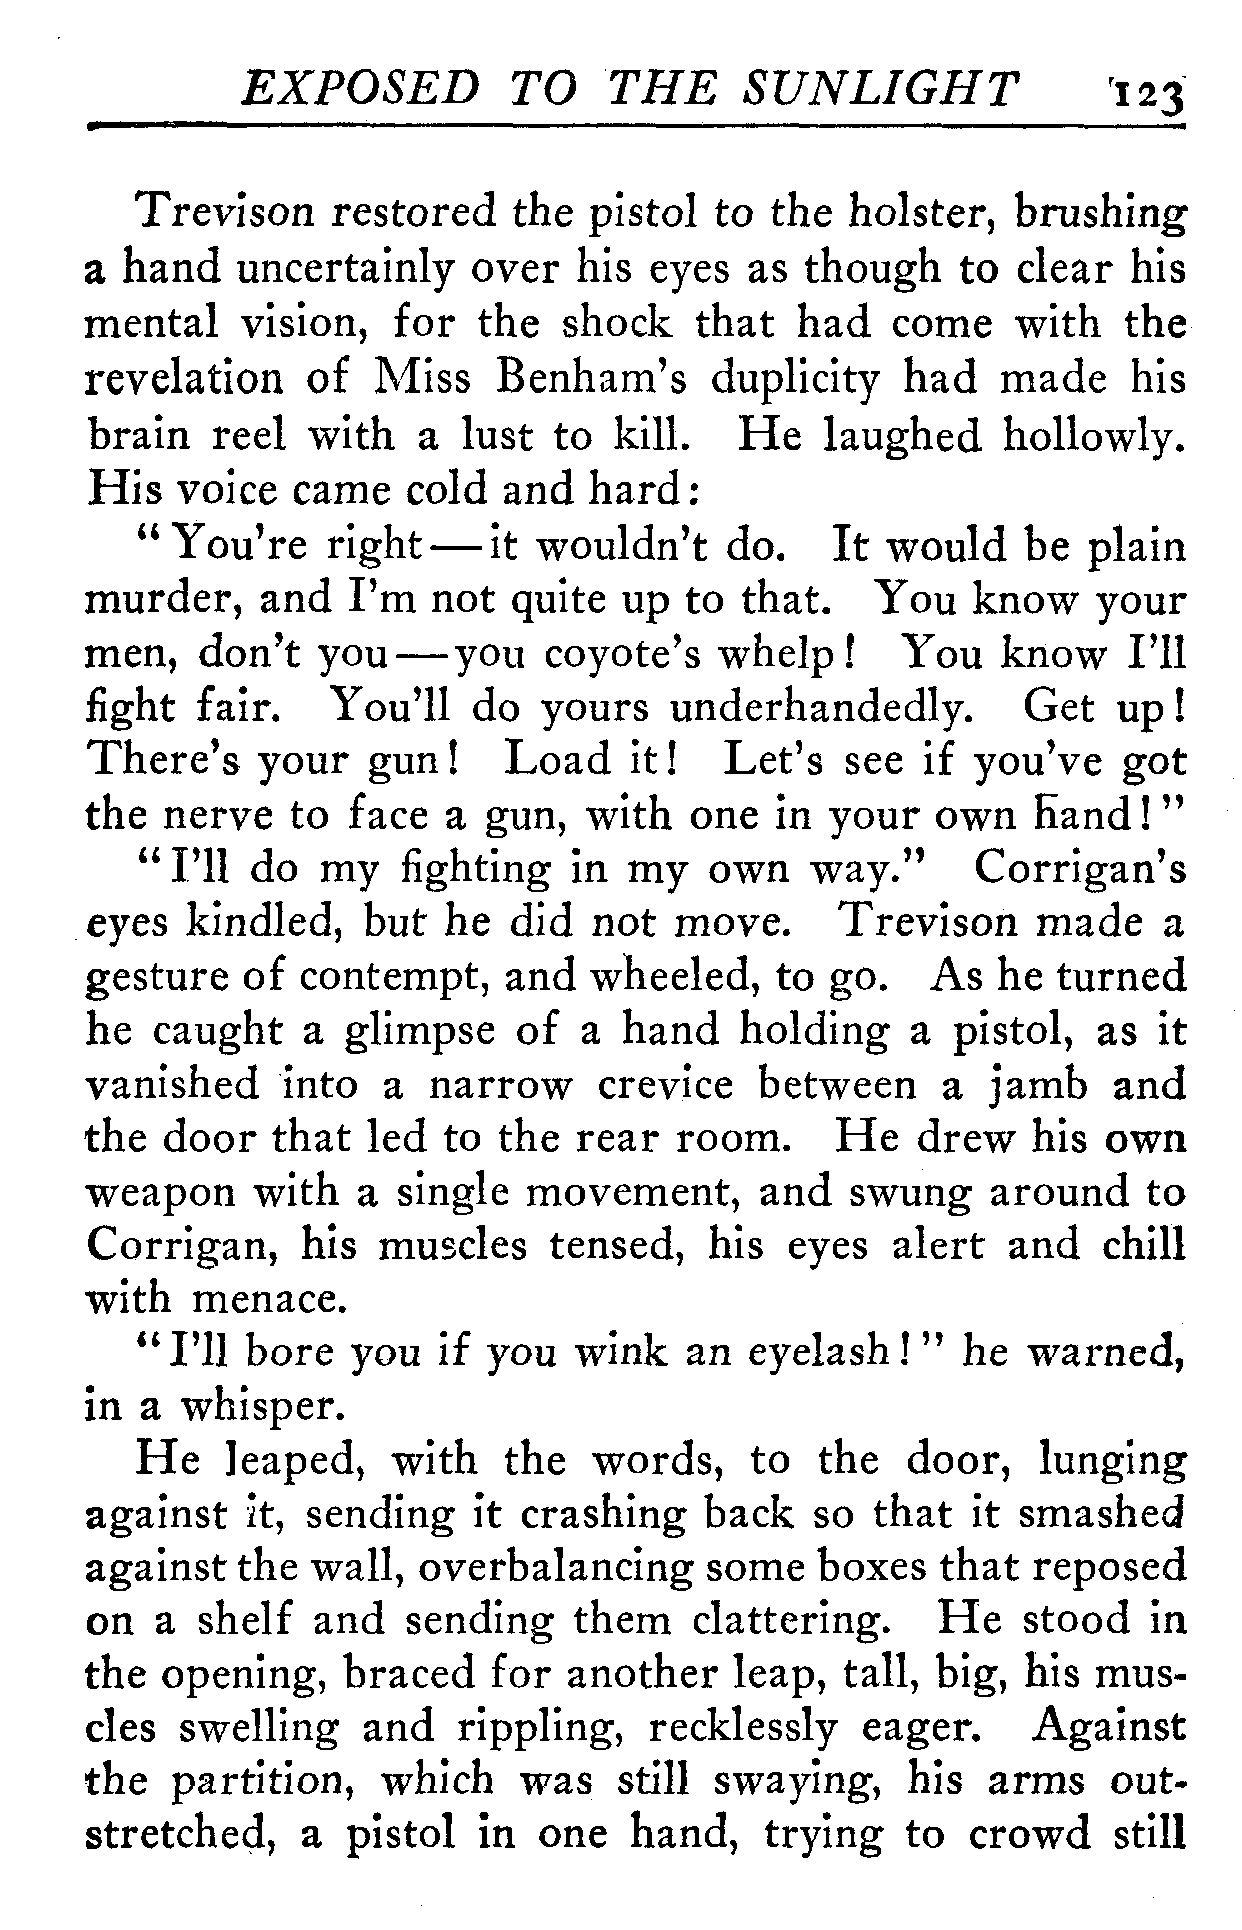 EXPOSED TO THE SUNLIGHT 123
Trevison restored the pistol to the holster, brushing
a hand uncertainly over his eyes as though to clear his
mental vision, for the shock that had come with the
revelation of Miss Benham's duplicity had made his
brain reel with a lust to kill. He laughed hollowly.
His voice came cold and hard:
"You're right—it wouldn't do. It would be plain
murder, and I'm not quite up to that. You know your
men, don't you—you coyote's whelp! You know I'll
fight fair. You'll do yours underhandedly. Get up!
There's your gun! Load it! Let's see if you've got
the nerve to face a gun, with one in your own hand!"
"I'll do my fighting in my own way." Corrigan's
eyes kindled, but he did not move. Trevison made a
gesture of contempt, and wheeled, to go. As he turned
he caught a glimpse of a hand holding a pistol, as it
vanished into a narrow crevice between a jamb and
the door that led to the rear room. He drew his own
weapon with a single movement, and swung around to
Corrigan, his muscles tensed, his eyes alert and chill
with menace.
"I'll bore you if you wink an eyelash!" he warned,
in a whisper.
He leaped, with the words, to the door, lunging
against it, sending it crashing back so that it smashed
against the wall, overbalancing some boxes that reposed
on a shelf and sending them clattering. He stood in
the opening, braced for another leap, tall, big, his mus-
cles swelling and rippling, recklessly eager. Against
the partition, which was still swaying, his arms out-
stretched, a pistol in one hand, trying to crowd still